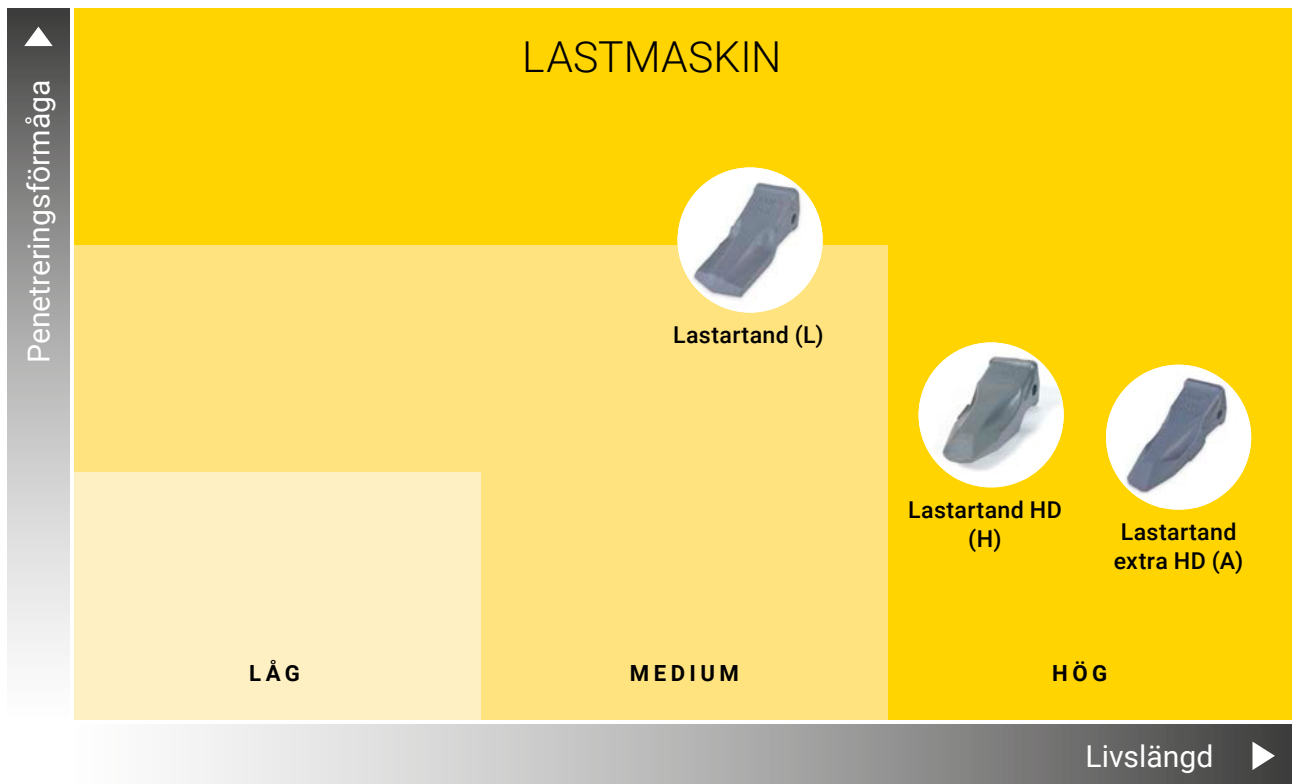 LASTMASKIN
Penetreringsförmåga
Lastartand (L)
Lastartand HD
(H)
Lastartand
extra HD (A)
LÅG
MEDIUM
HÖG
Livslängd